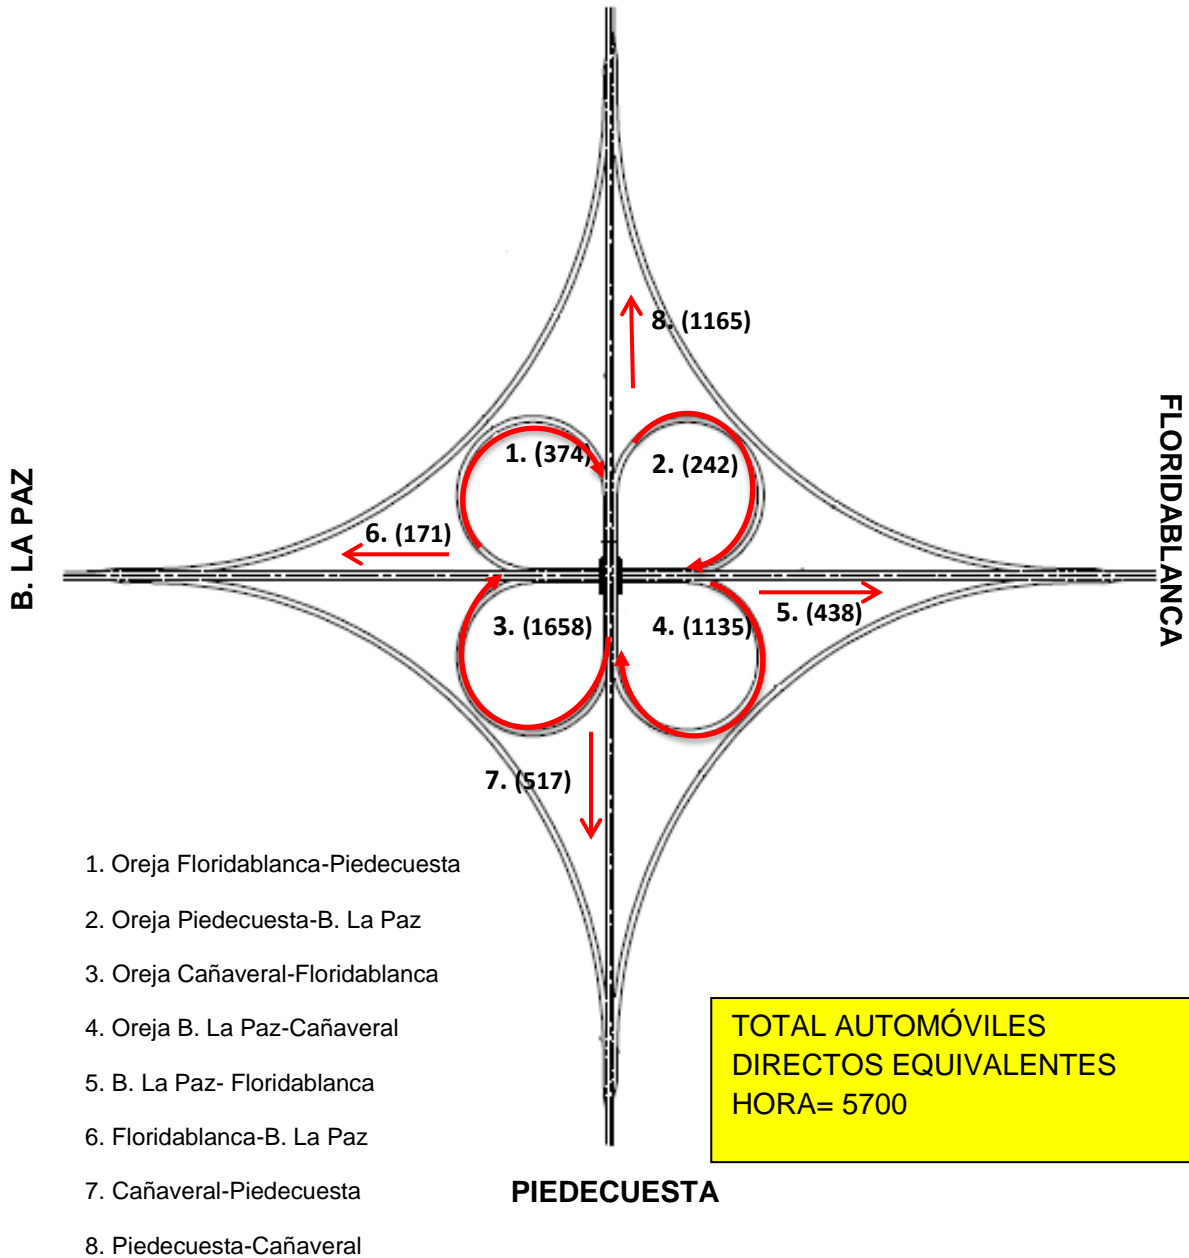 8. (1165)
FLORIDABLANCA
1. (374)
2. (242)
B. LA PAZ
6. (171)
5. (438)
3. (1658)
4. (1135)
7. (517)
1. Oreja Floridablanca-Piedecuesta
2. Oreja Piedecuesta-B. La Paz
3. Oreja Cañaveral-Floridablanca
4. Oreja B. La Paz-Cañaveral
5. B. La Paz- Floridablanca
6. Floridablanca-B. La Paz
7. Cañaveral-Piedecuesta
8. Piedecuesta-Cañaveral
TOTAL AUTOMÓVILES
DIRECTOS EQUIVALENTES
HORA= 5700
PIEDECUESTA